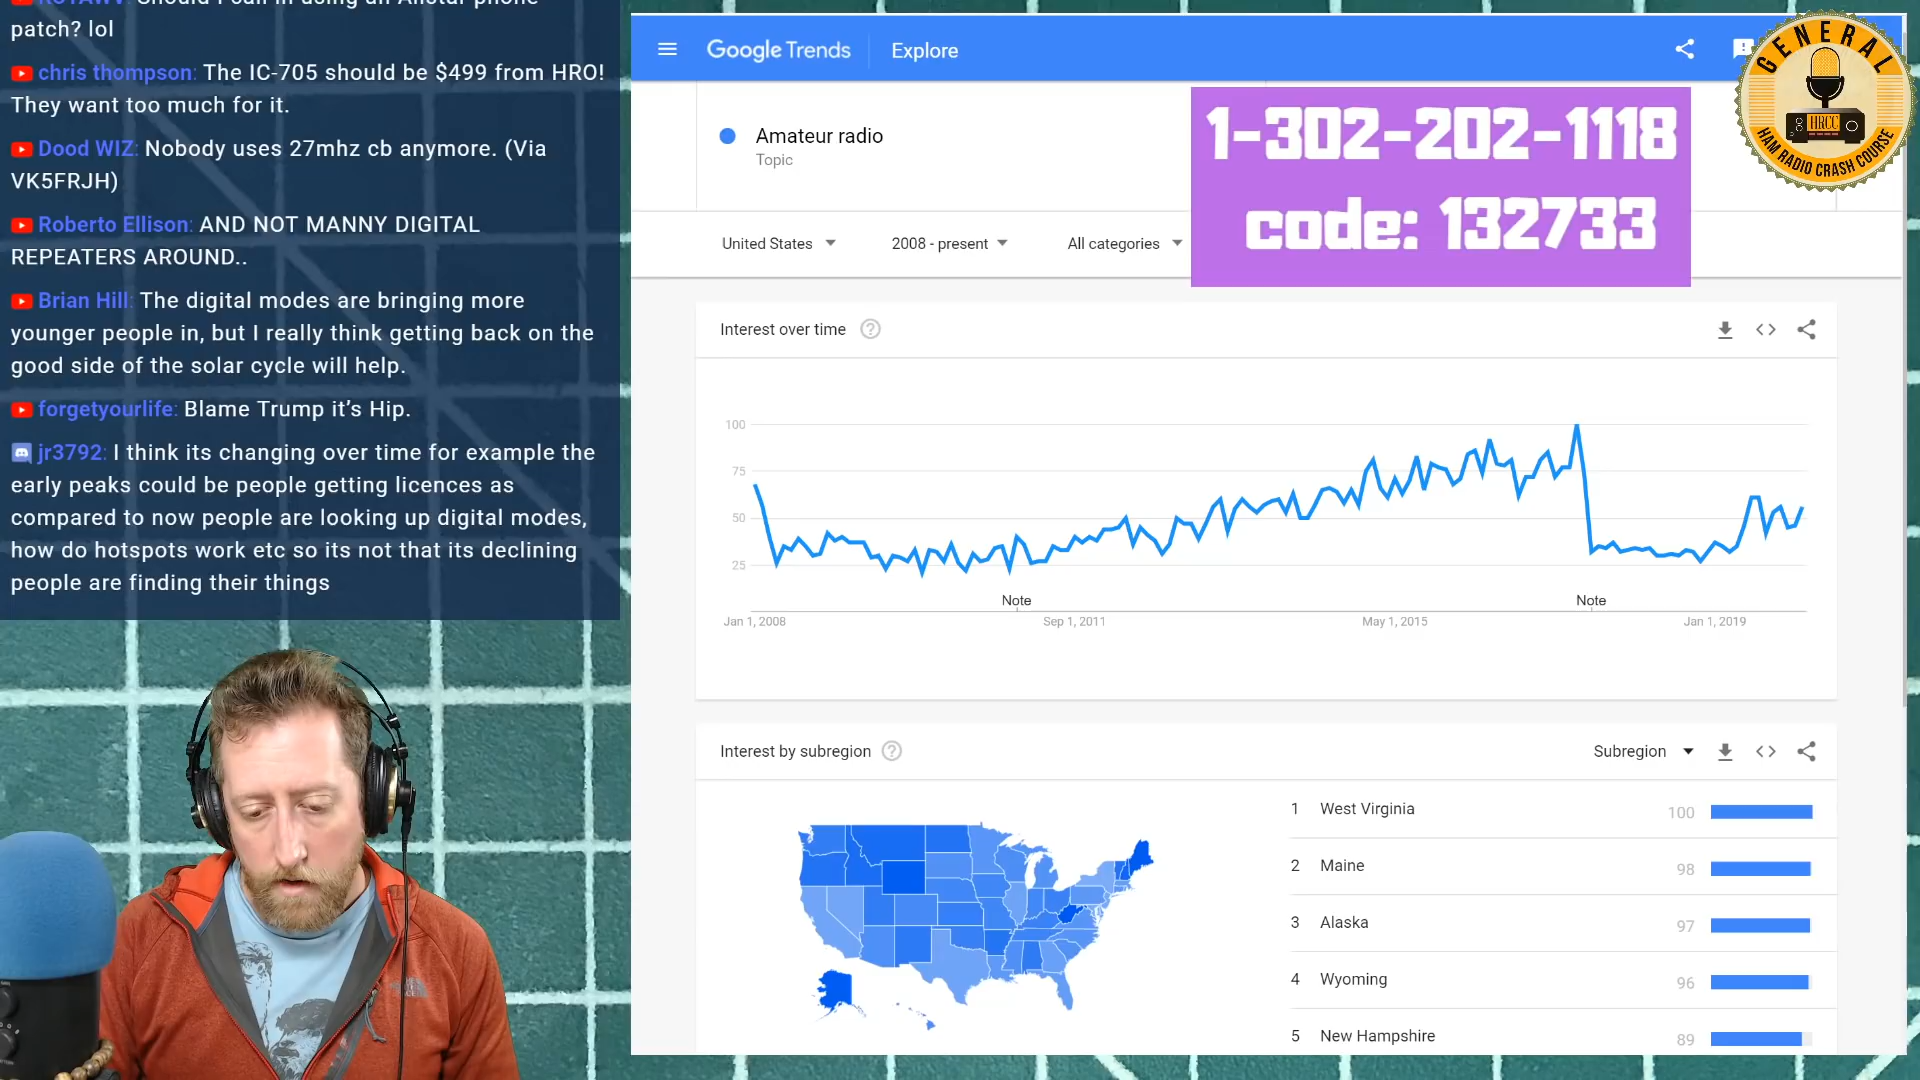 patch? lol
chris thompson: The IC-705 should be $499 from HRO!
They want too much for it.
Dood WIZ: Nobody uses 27mhz cb anymore. (Via
VK5FRJH)
Roberto Ellison: AND NOT MANNY DIGITAL
REPEATERS AROUND..
Brian Hill: The digital modes are bringing more
younger people in, but I really think getting back on the
good side of the solar cycle will help.
forgetyourlife: Blame Trump it's Hip.
jr3792: I think its changing over time for example the
early peaks could be people getting licences as
compared to now people are looking up digital modes,
how do hotspots work etc so its not that its declining
people are finding their things
Google Trends
Explore
GENERAL
HRCC
HAM RADIO CRASH COURSE
Amateur radio
Topic
1-302-202-1118
code: 132733
United States
2008 - present
All categories
Interest over time
100
75
50
25
Note
Note
Jan 1, 2008
Sep 1, 2011
May 1, 2015
Jan 1, 2019
Interest by subregion
Subregion
1 West Virginia 100
2 Maine 98
3 Alaska 97
4 Wyoming 96
5 New Hampshire 89